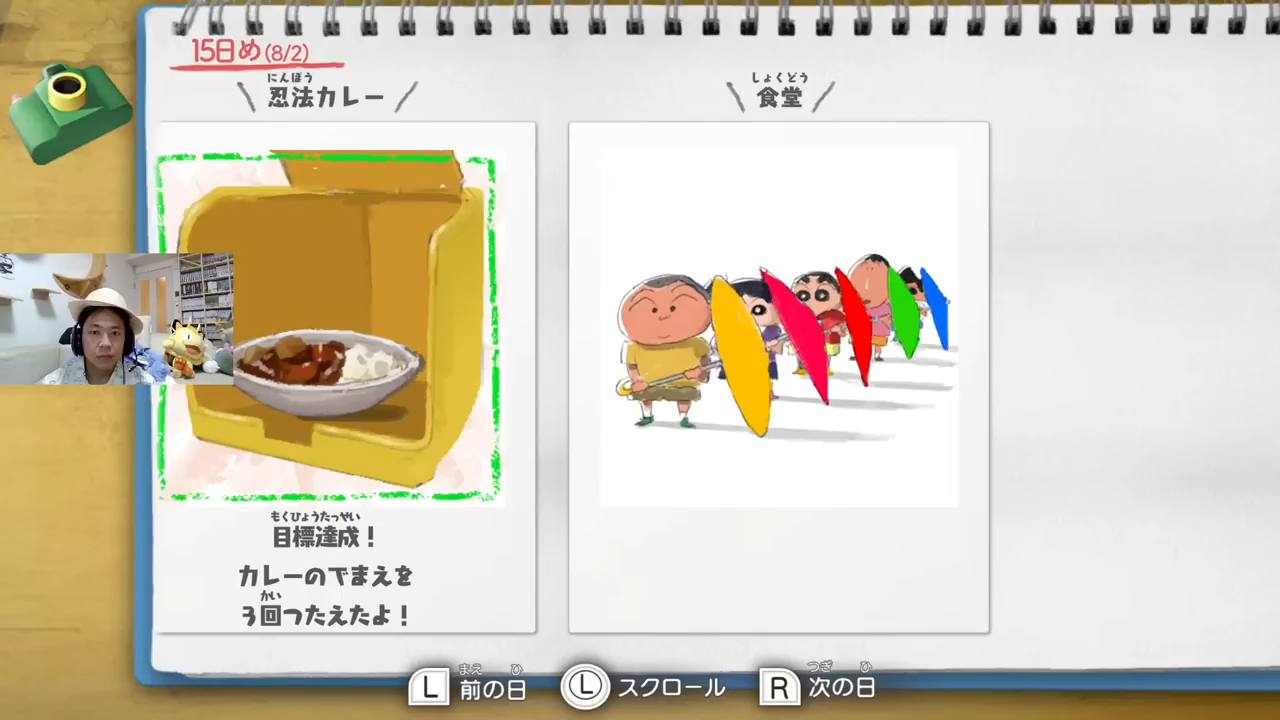 15日め(8/2)
にんぽう
忍法カレー
しょくどう
食堂
もくひょうたっせい
目標達成!
カレーのでまえを
かい
3回つたえたよ!
まえ ひ
L 前の日
L スクロール
つぎ ひ
R 次の日